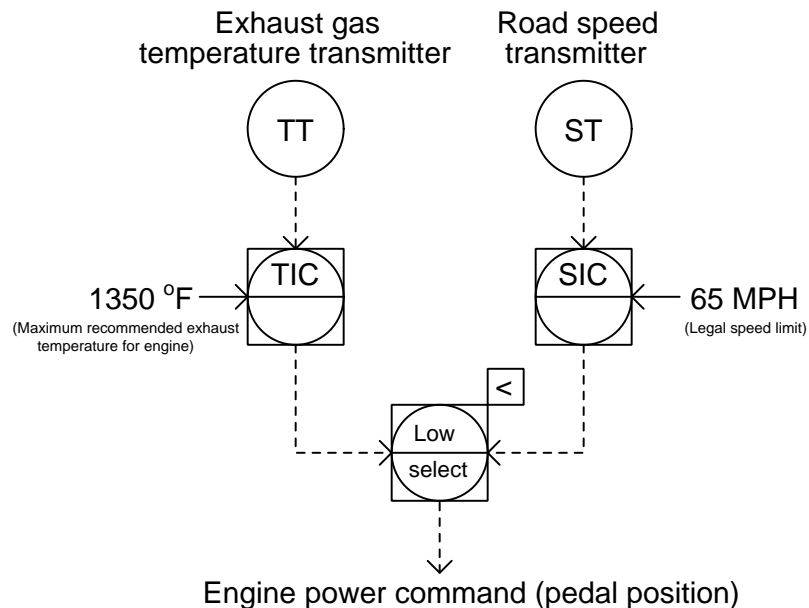 Exhaust gas
temperature transmitter
Road speed
transmitter
TT
ST
TIC
SIC
1350 °F
(Maximum recommended exhaust
temperature for engine)
65 MPH
(Legal speed limit)
<
Low
select
Engine power command (pedal position)